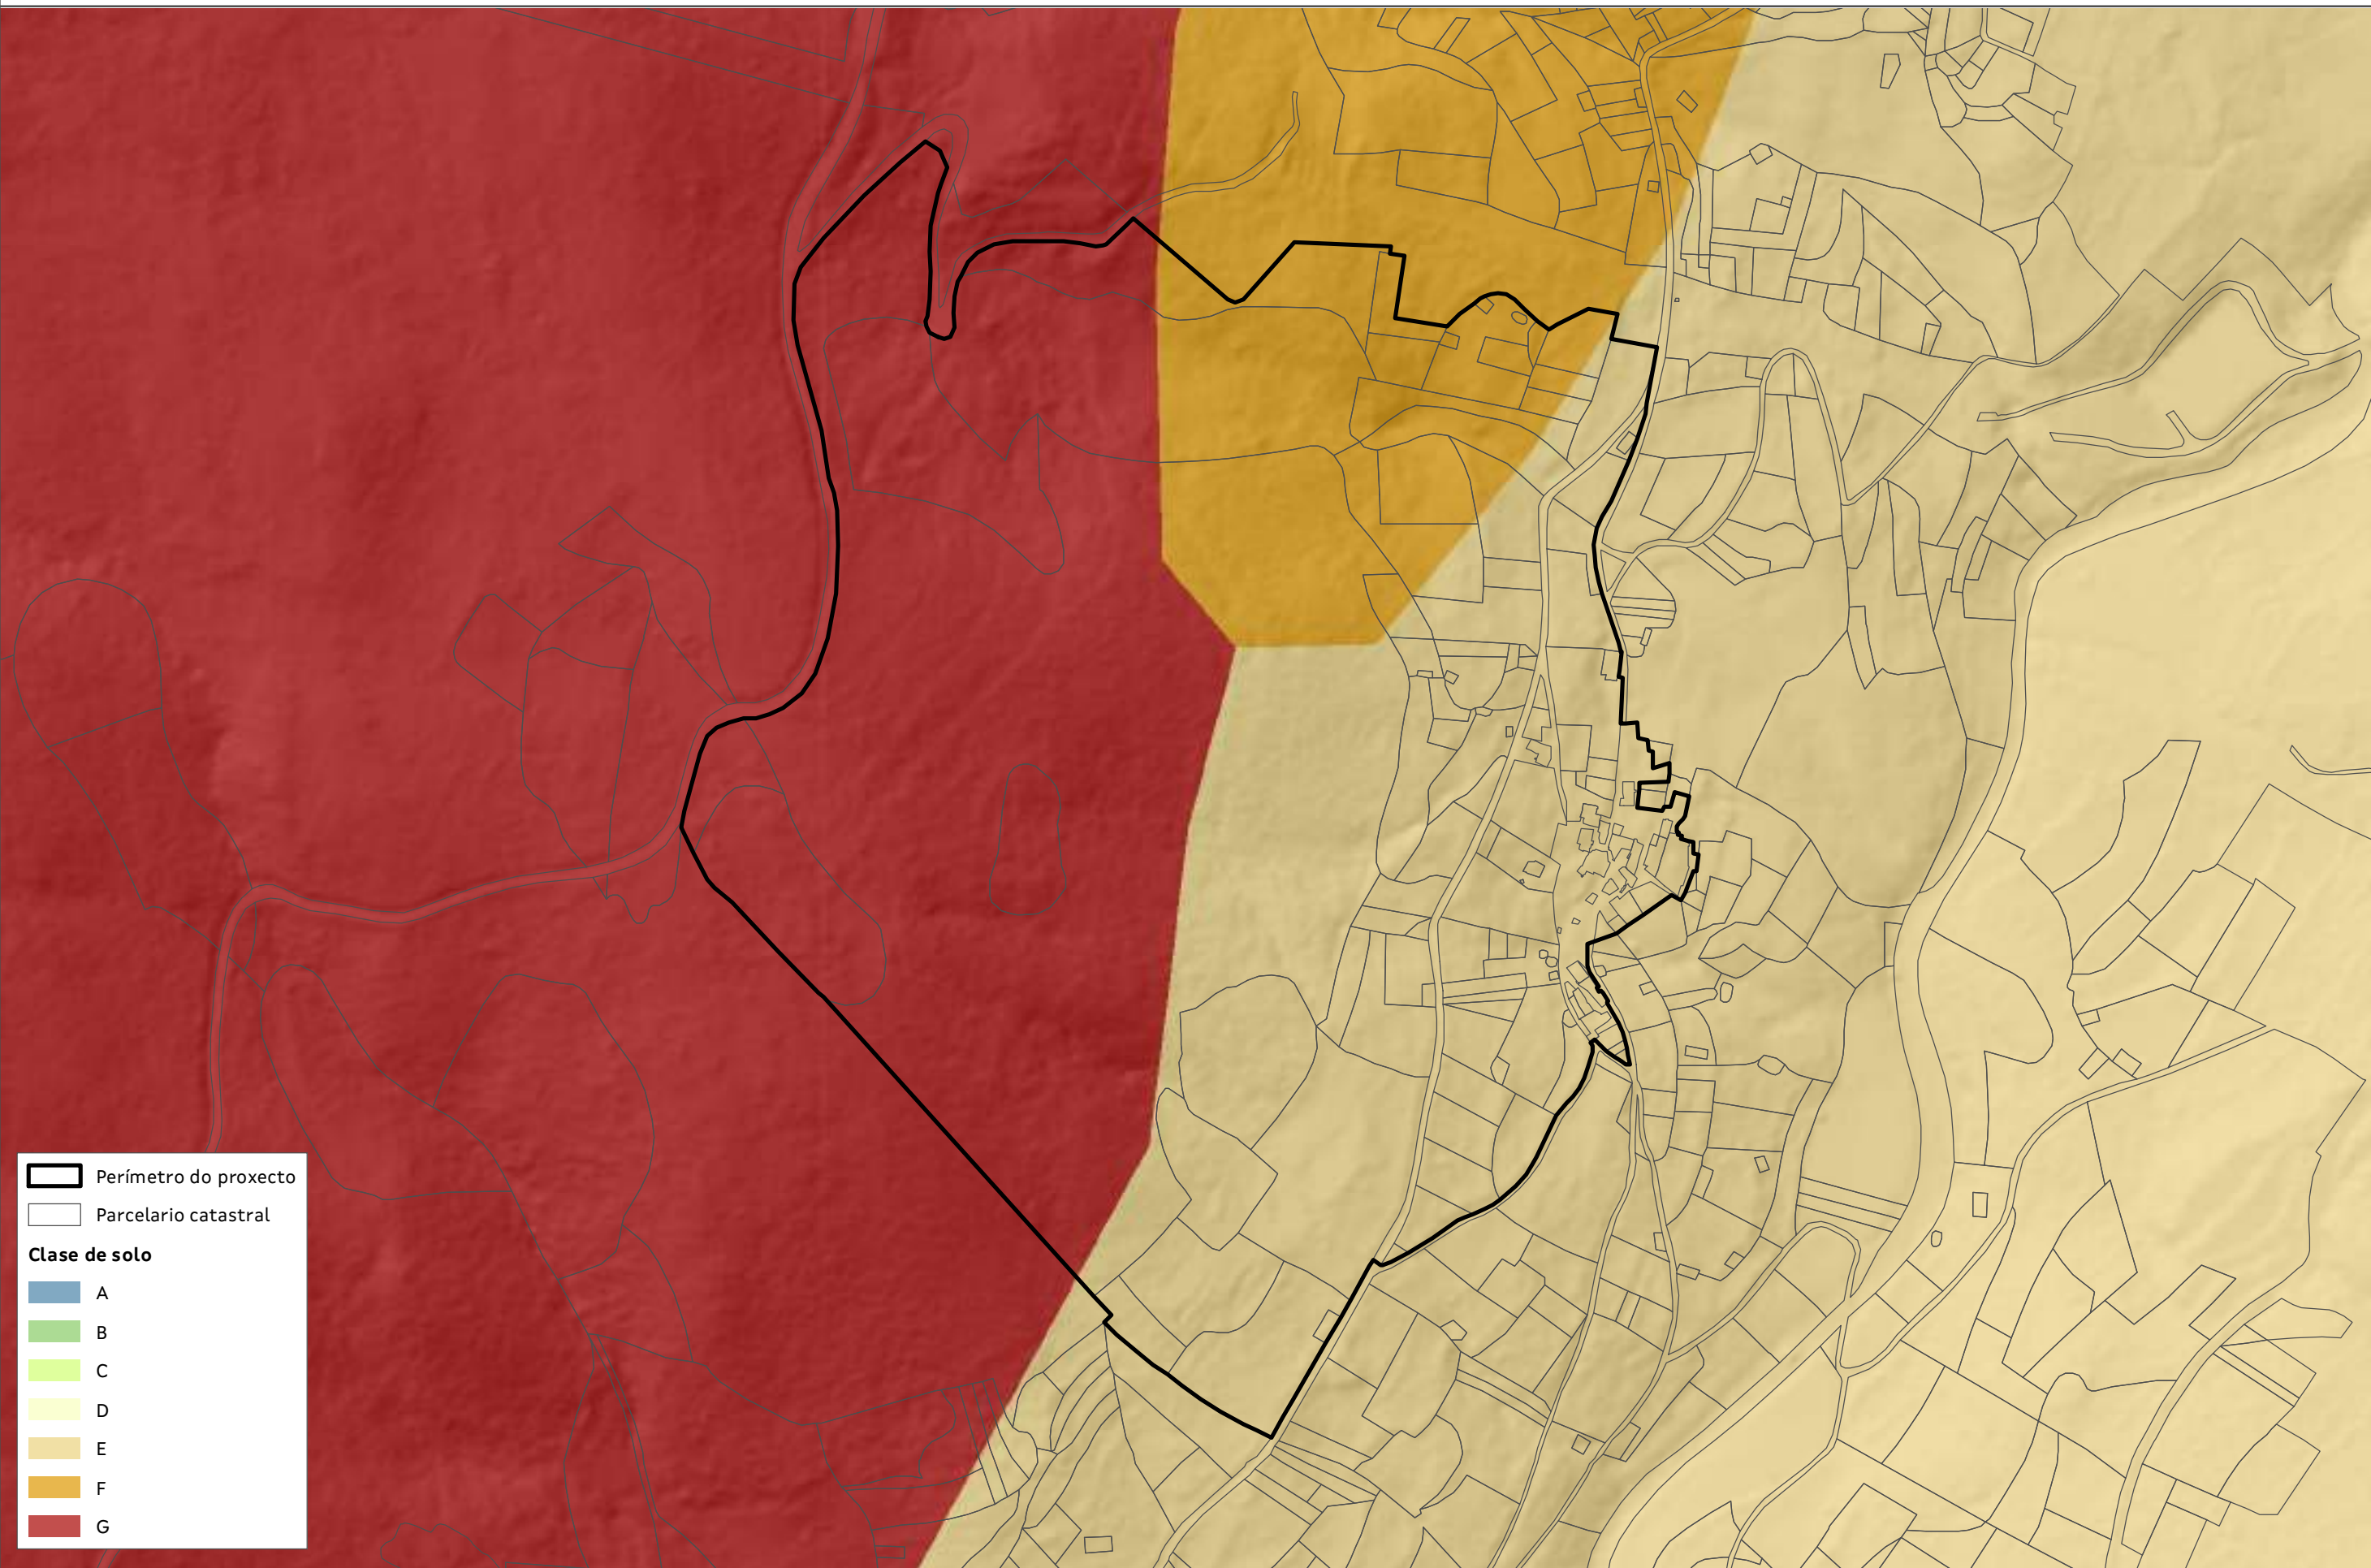 Perímetro do proxecto
Parcelario catastral
Clase de solo
A
B
C
D
E
F
G